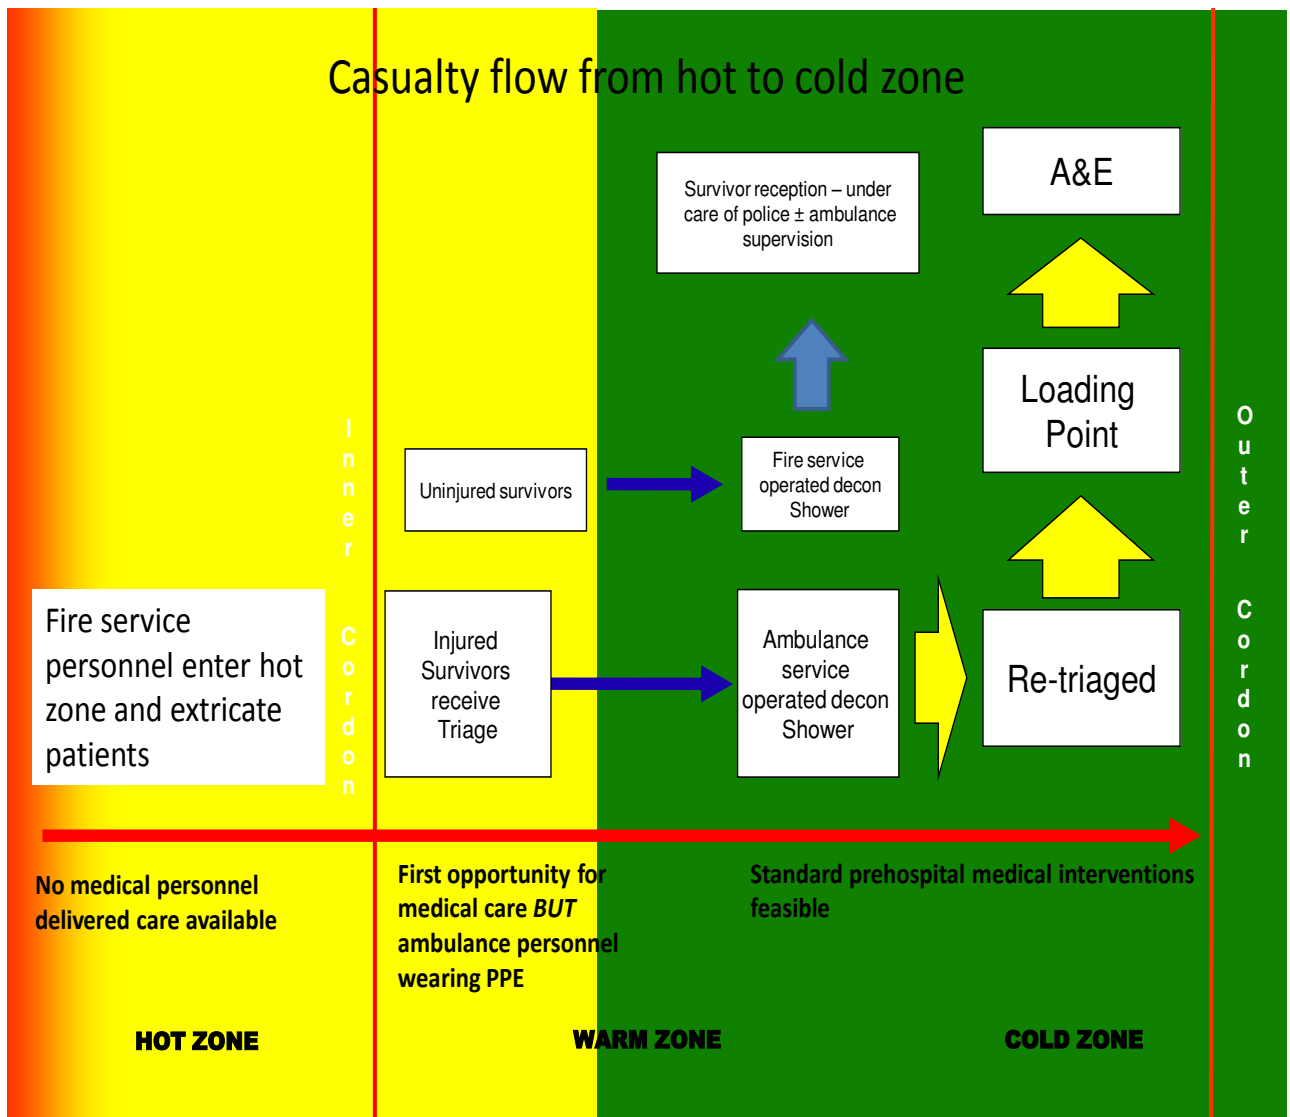 Casualty flow from hot to cold zone
A&E
Survivor reception – under
care of police ± ambulance
supervision
Loading
Point
Inner Cordon
Outer Cordon
Uninjured survivors
Fire service
operated decon
Shower
Fire service
personnel enter hot
zone and extricate
patients
Injured
Survivors
receive
Triage
Ambulance
service
operated decon
Shower
Re-triaged
No medical personnel
delivered care available
First opportunity for
medical care BUT
ambulance personnel
wearing PPE
Standard prehospital medical interventions
feasible
HOT ZONE
WARM ZONE
COLD ZONE